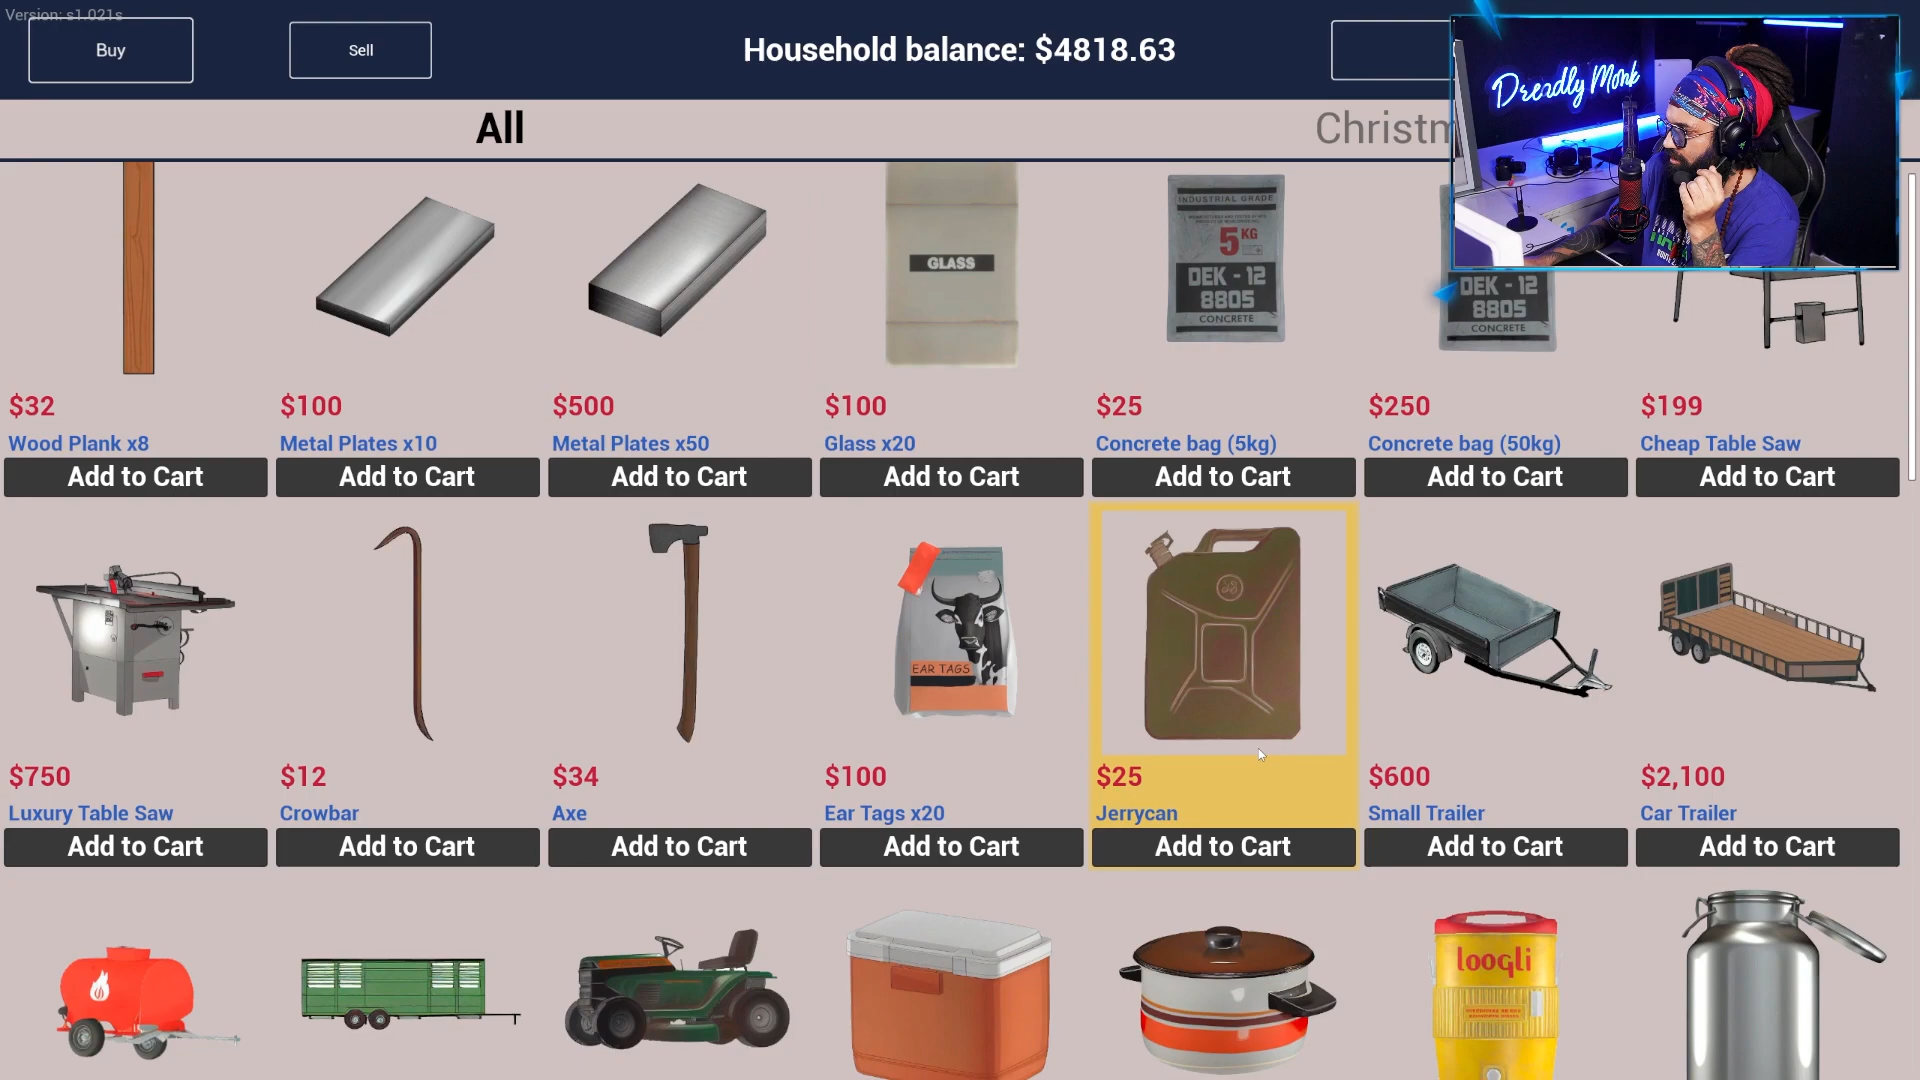 Version: s1.021s
Buy
Sell
Household balance: $4818.63
Dreadly Monk
All
Christm
GLASS
INDUSTRIAL GRADE
5 KG
DEK - 12
8805
CONCRETE
DEK - 12
8805
CONCRETE
$32
$100
$500
$100
$25
$250
$199
Wood Plank x8
Metal Plates x10
Metal Plates x50
Glass x20
Concrete bag (5kg)
Concrete bag (50kg)
Cheap Table Saw
Add to Cart
Add to Cart
Add to Cart
Add to Cart
Add to Cart
Add to Cart
Add to Cart
EAR TAGS
$750
$12
$34
$100
$25
$600
$2,100
Luxury Table Saw
Crowbar
Axe
Ear Tags x20
Jerrycan
Small Trailer
Car Trailer
Add to Cart
Add to Cart
Add to Cart
Add to Cart
Add to Cart
Add to Cart
Add to Cart
loogli